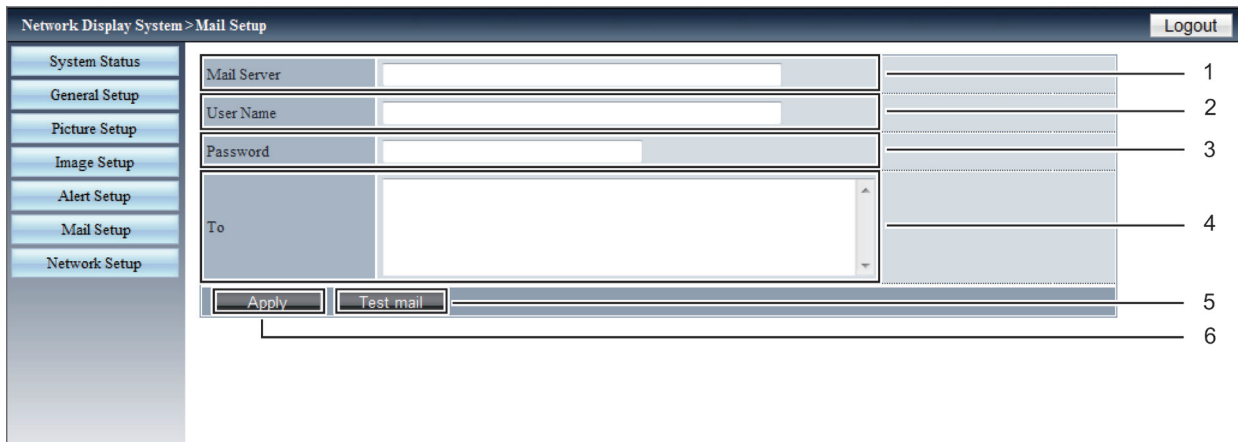 Network Display System > Mail Setup
Logout
System Status
General Setup
Picture Setup
Image Setup
Alert Setup
Mail Setup
Network Setup
Mail Server
1
User Name
2
Password
3
To
4
Apply
Test mail
5
6